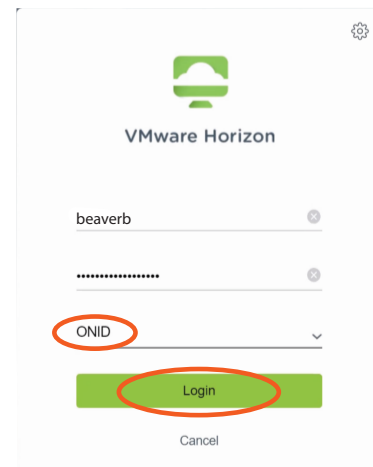 VMware Horizon
beaverb
••••••••••••••••••
ONID
Login
Cancel